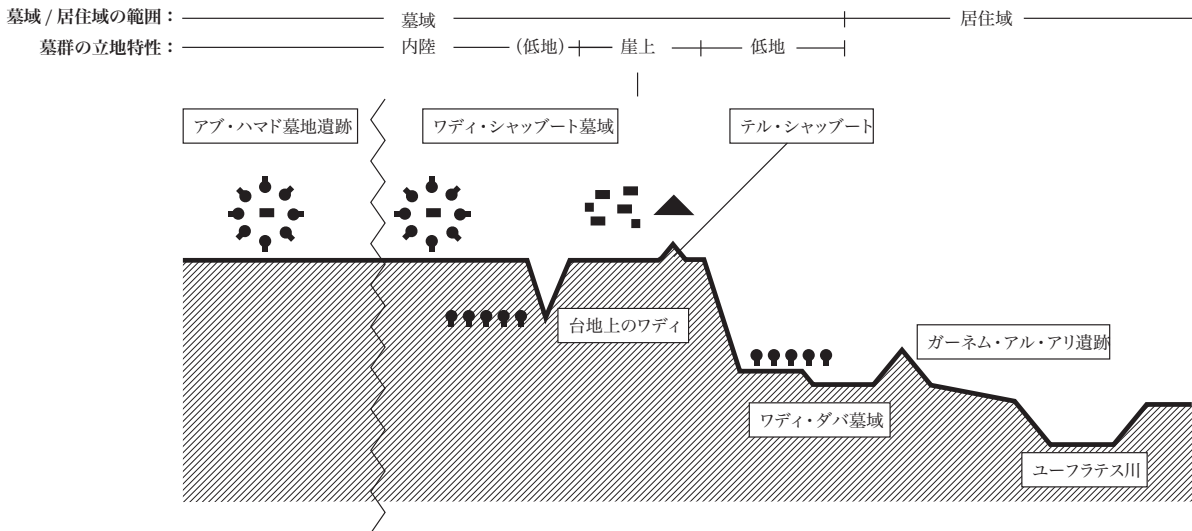 墓域 / 居住域の範囲： 墓域 居住域
墓群の立地特性： 内陸 （低地） 崖上 低地
アブ・ハマド墓地遺跡 ワディ・シャッブート墓域 テル・シャッブート
台地上のワディ
ガーネム・アル・アリ遺跡
ワディ・ダバ墓域
ユーフラテス川